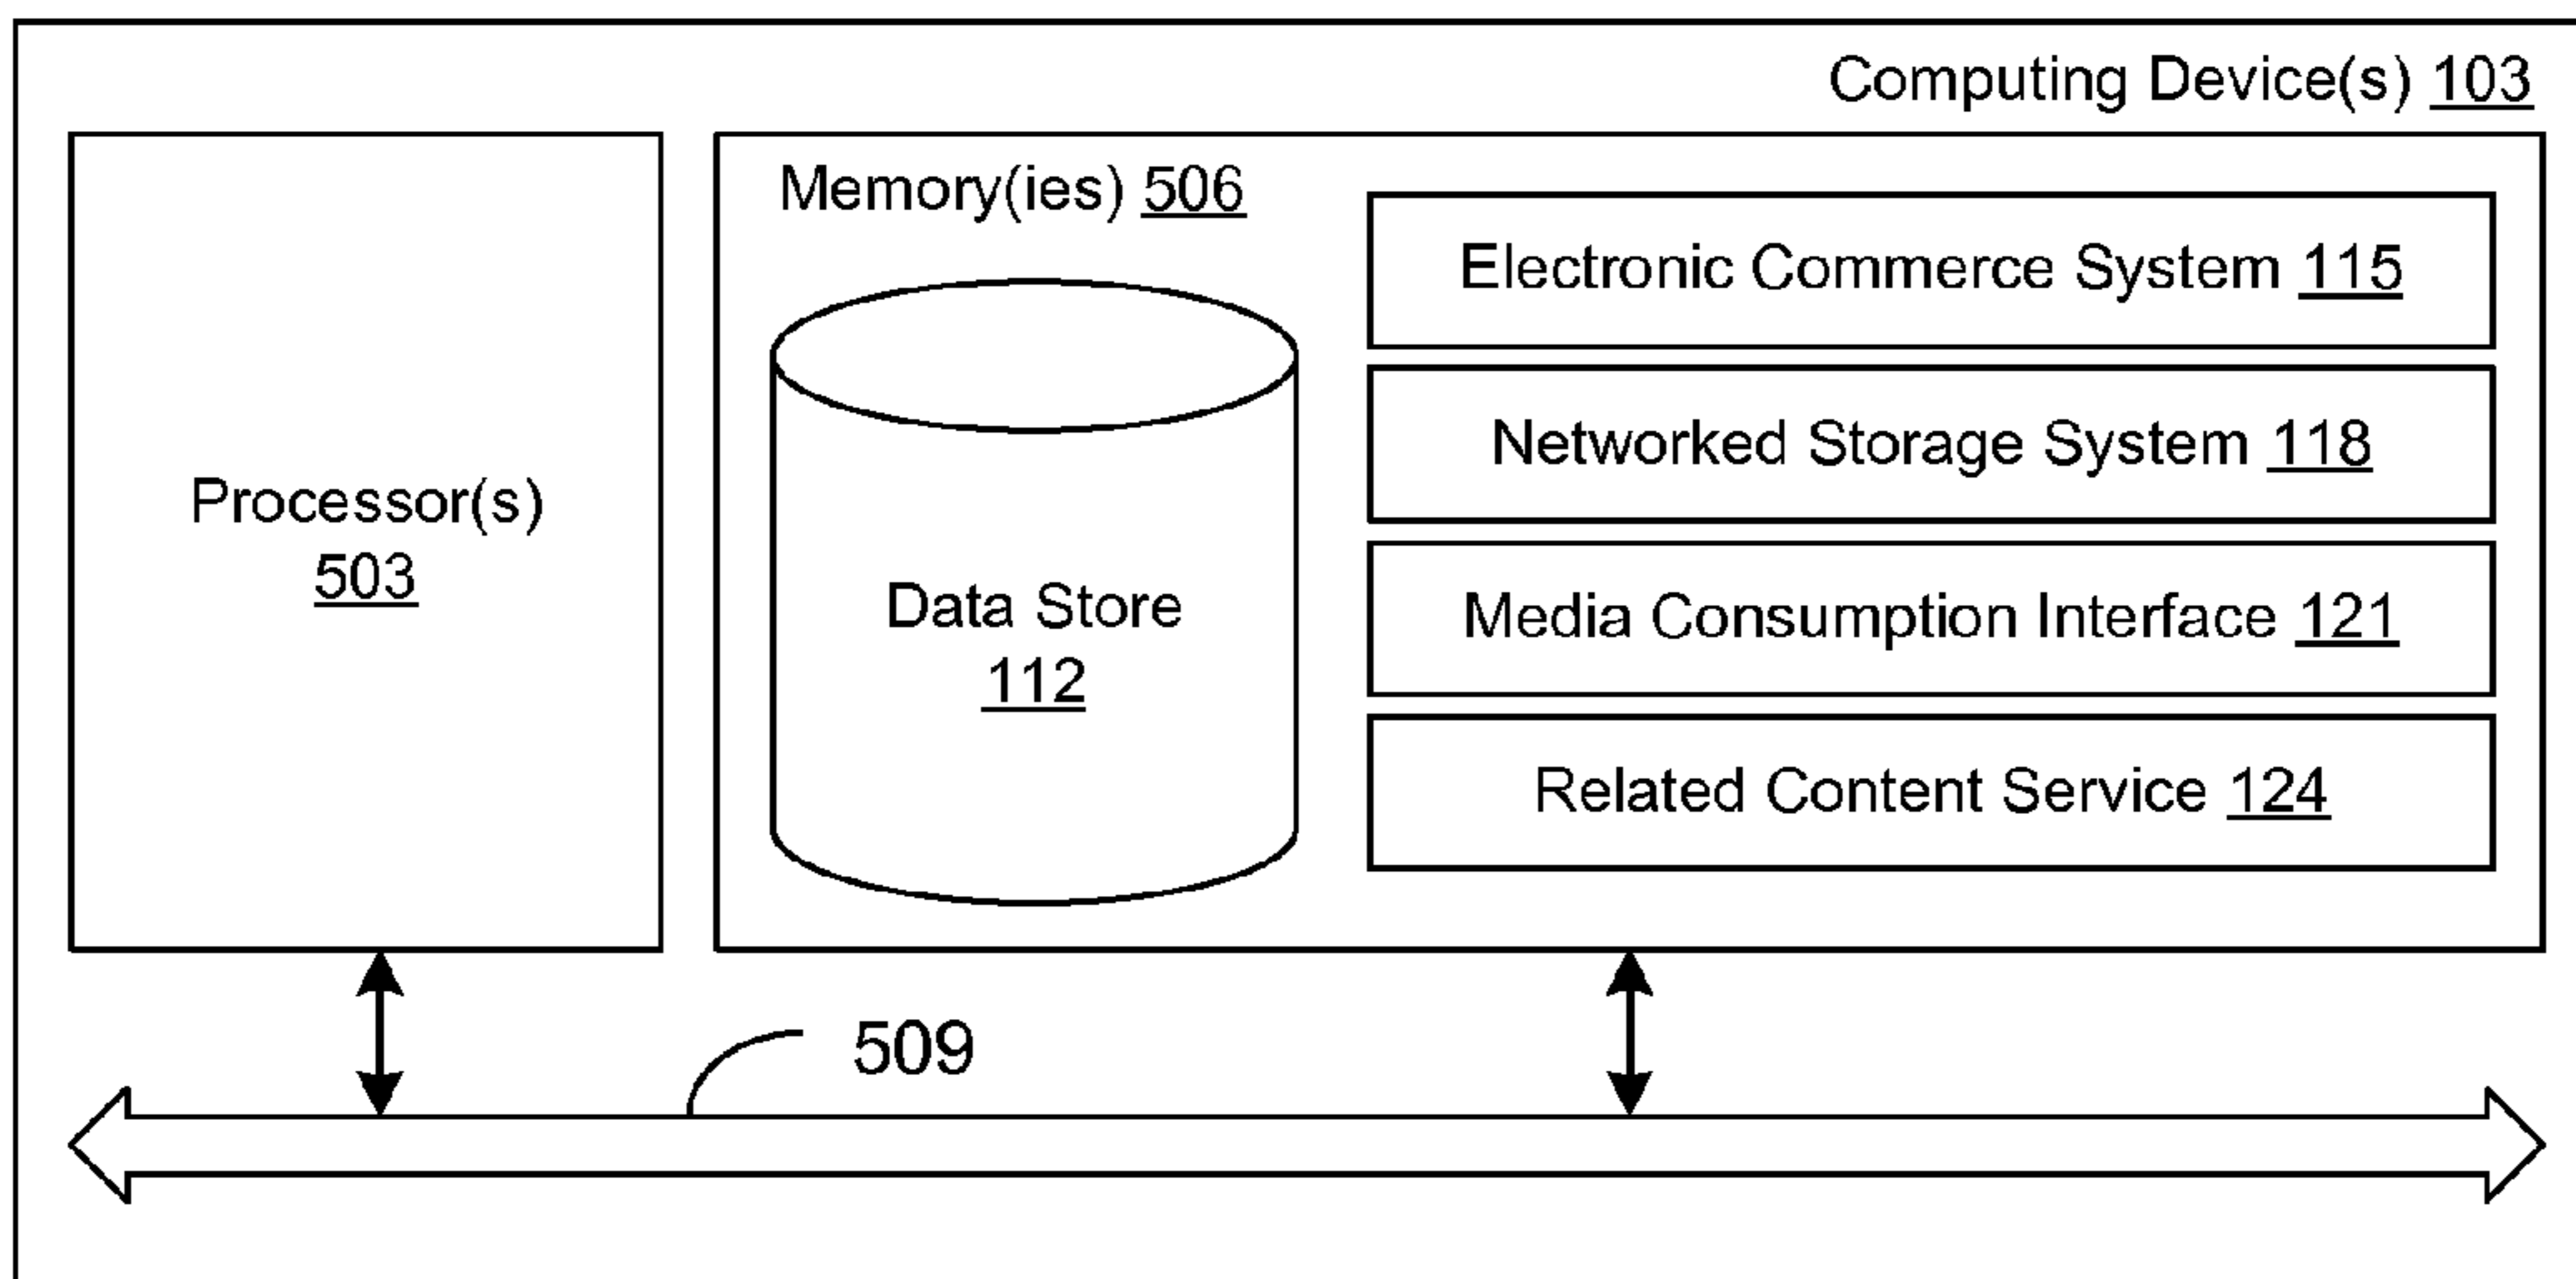 Computing Device(s) 103
Processor(s)
503
Memory(ies) 506
Data Store
112
Electronic Commerce System 115
Networked Storage System 118
Media Consumption Interface 121
Related Content Service 124
509